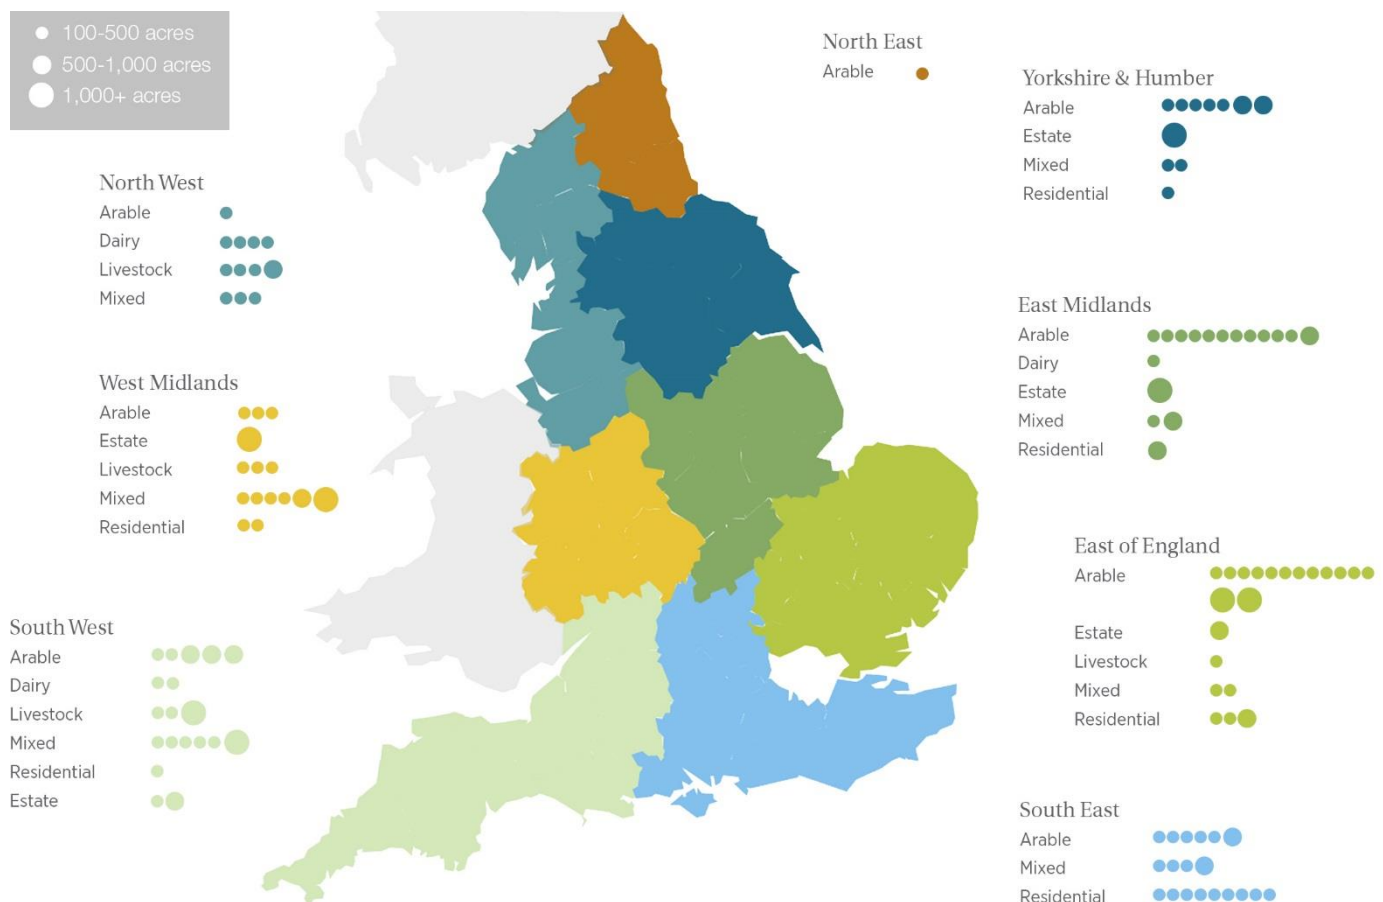 100-500 acres
500-1,000 acres
1,000+ acres
North East
Arable
Yorkshire & Humber
Arable
Estate
Mixed
Residential
North West
Arable
Dairy
Livestock
Mixed
East Midlands
Arable
Dairy
Estate
Mixed
Residential
West Midlands
Arable
Estate
Livestock
Mixed
Residential
East of England
Arable
Estate
Livestock
Mixed
Residential
South West
Arable
Dairy
Livestock
Mixed
Residential
Estate
South East
Arable
Mixed
Residential